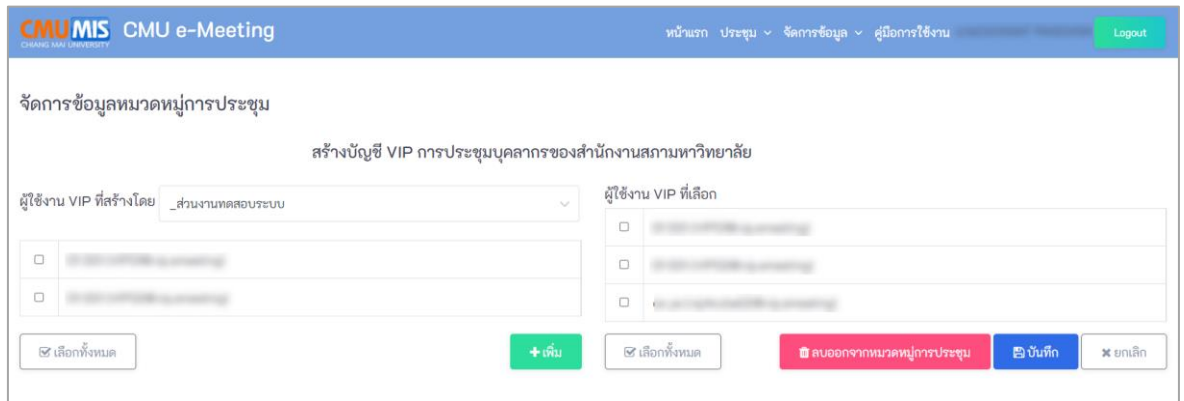 CMU MIS CMU e-Meeting หน้าแรก ประชุม จัดการข้อมูล คู่มือการใช้งาน Logout
CHIANG MAI UNIVERSITY
จัดการข้อมูลหมวดหมู่การประชุม
สร้างบัญชี VIP การประชุมบุคลากรของสำนักงานสภามหาวิทยาลัย
ผู้ใช้งาน VIP ที่สร้างโดย _ส่วนงานทดสอบระบบ
เลือกทั้งหมด เพิ่ม
ผู้ใช้งาน VIP ที่เลือก
เลือกทั้งหมด ลบออกจากหมวดหมู่การประชุม บันทึก ยกเลิก